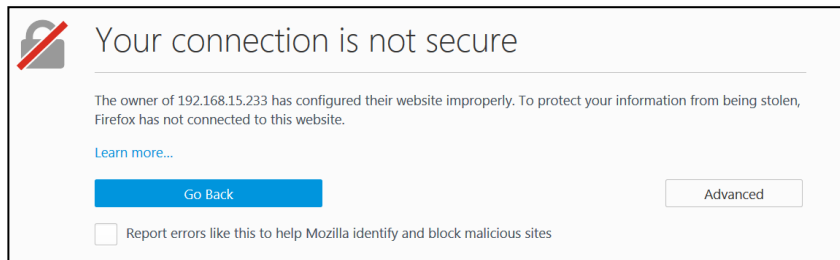 Your connection is not secure
The owner of 192.168.15.233 has configured their website improperly. To protect your information from being stolen,
Firefox has not connected to this website.
Learn more...
Go Back
Advanced
Report errors like this to help Mozilla identify and block malicious sites